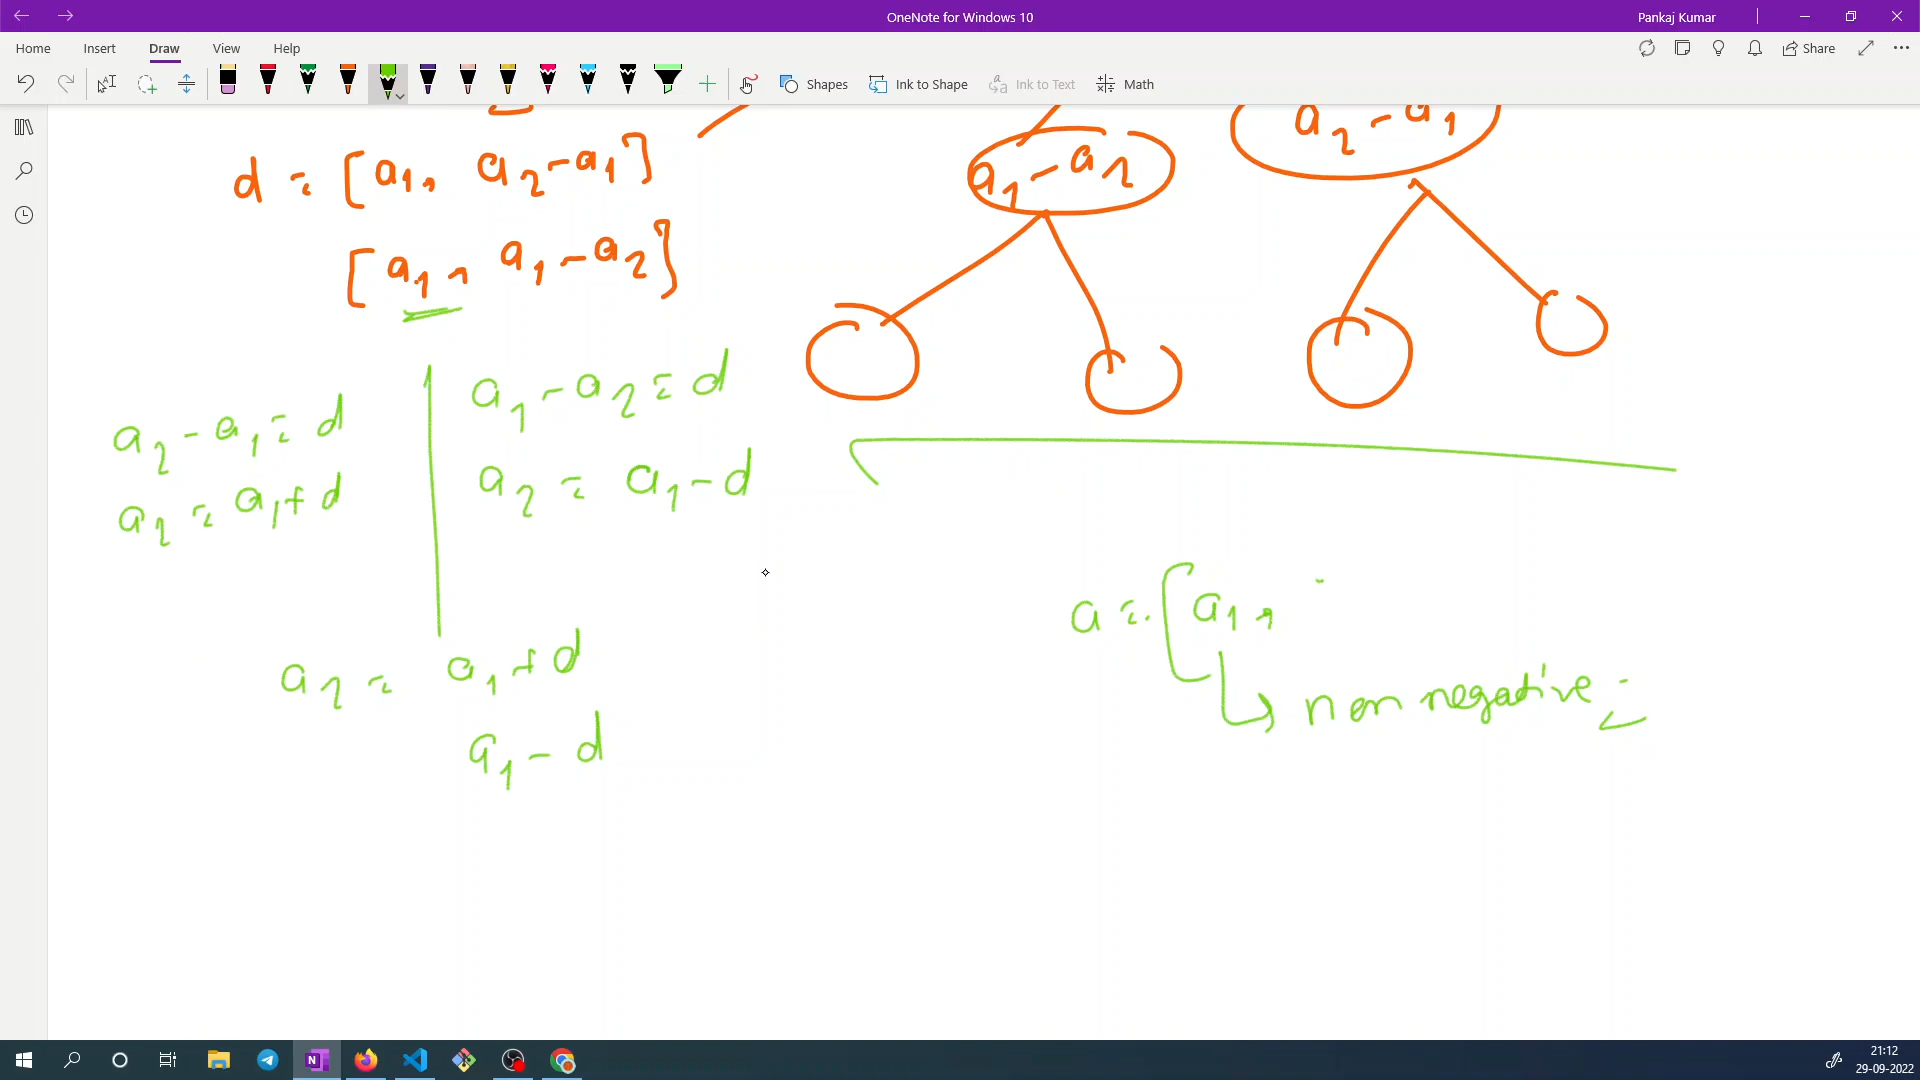 OneNote for Windows 10
Pankaj Kumar
Home Insert Draw View Help
Share
Shapes
Ink to Shape
Ink to Text
Math
d = [a1, a2-a1]
[a1, a1-a2]
a1-a2
a2-a1
a2-a1=d
a2=a1+d
a1-a2=d
a2=a1-d
a2 = a1+d
a1-d
a=[a1,
non negative
21:12
29-09-2022